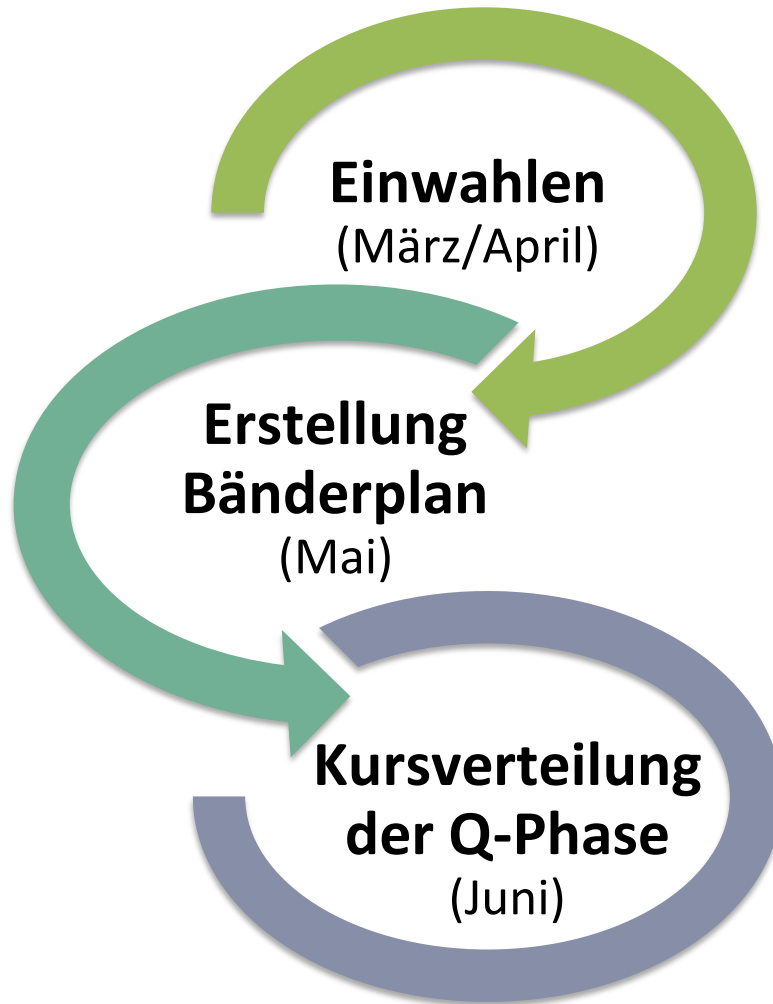 Einwahlen
(März/April)
Erstellung
Bänderplan
(Mai)
Kursverteilung
der Q-Phase
(Juni)